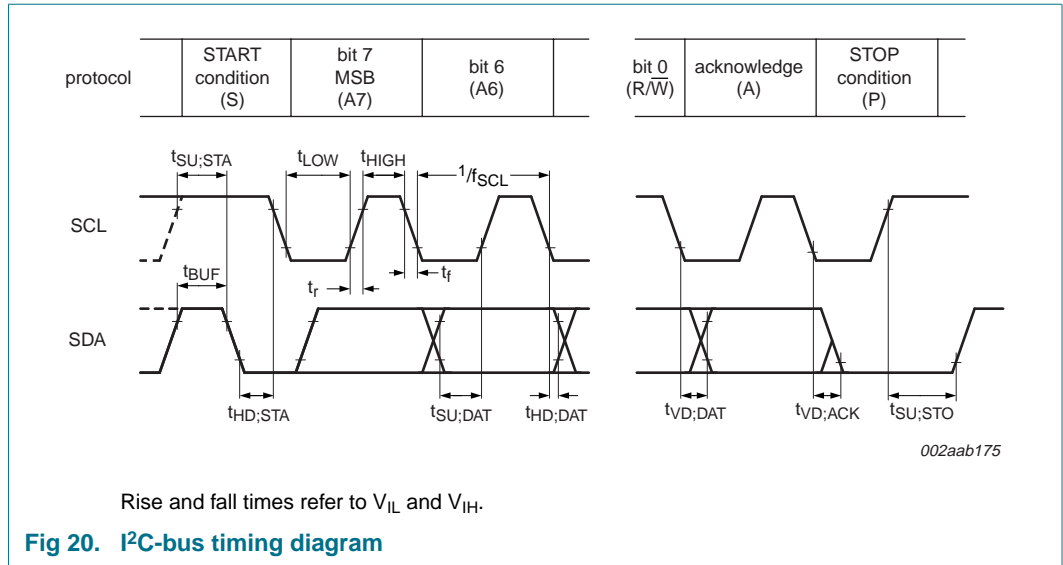 protocol
START
condition
(S)
bit 7
MSB
(A7)
bit 6
(A6)
bit 0
(R/W̅)
acknowledge
(A)
STOP
condition
(P)
tSU;STA
tLOW
tHIGH
1/fSCL
SCL
tBUF
tr
tf
SDA
tHD;STA
tSU;DAT
tHD;DAT
tVD;DAT
tVD;ACK
tSU;STO
002aab175
Rise and fall times refer to VIL and VIH.
Fig 20. I²C-bus timing diagram